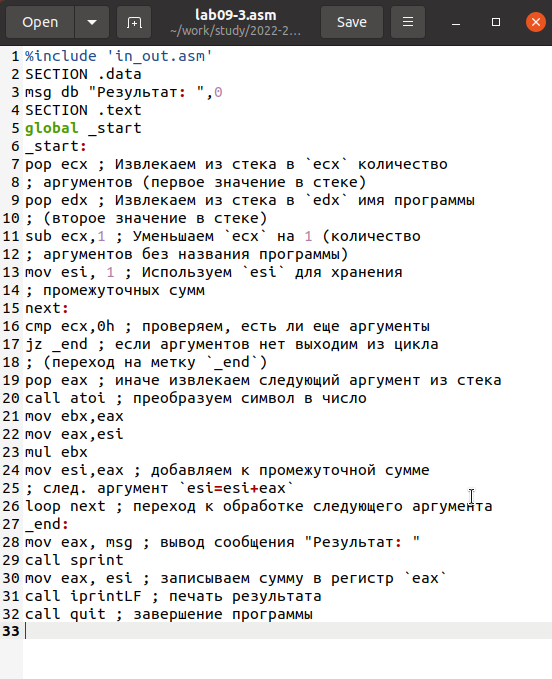 Open
lab09-3.asm
~/work/study/2022-2...
Save
1 %include 'in_out.asm'
2 SECTION .data
3 msg db "Результат: ",0
4 SECTION .text
5 global _start
6 _start:
7 pop ecx ; Извлекаем из стека в `ecx` количество
8 ; аргументов (первое значение в стеке)
9 pop edx ; Извлекаем из стека в `edx` имя программы
10 ; (второе значение в стеке)
11 sub ecx,1 ; Уменьшаем `ecx` на 1 (количество
12 ; аргументов без названия программы)
13 mov esi, 1 ; Используем `esi` для хранения
14 ; промежуточных сумм
15 next:
16 cmp ecx,0h ; проверяем, есть ли еще аргументы
17 jz _end ; если аргументов нет выходим из цикла
18 ; (переход на метку `_end`)
19 pop eax ; иначе извлекаем следующий аргумент из стека
20 call atoi ; преобразуем символ в число
21 mov ebx,eax
22 mov eax,esi
23 mul ebx
24 mov esi,eax ; добавляем к промежуточной сумме
25 ; след. аргумент `esi=esi+eax`
26 loop next ; переход к обработке следующего аргумента
27 _end:
28 mov eax, msg ; вывод сообщения "Результат: "
29 call sprint
30 mov eax, esi ; записываем сумму в регистр `eax`
31 call iprintLF ; печать результата
32 call quit ; завершение программы
33